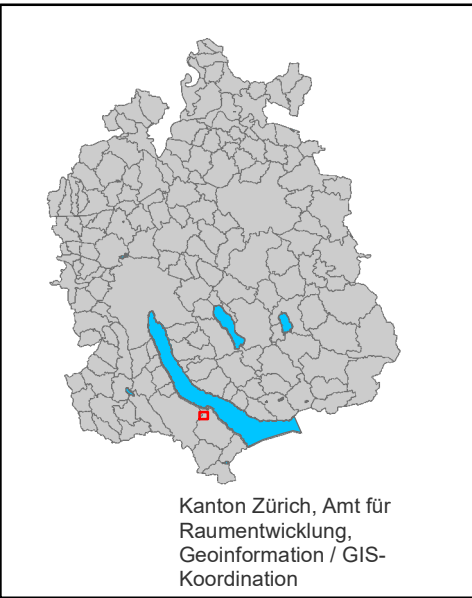 Kanton Zürich, Amt für
Raumentwicklung,
Geoinformation / GIS-
Koordination